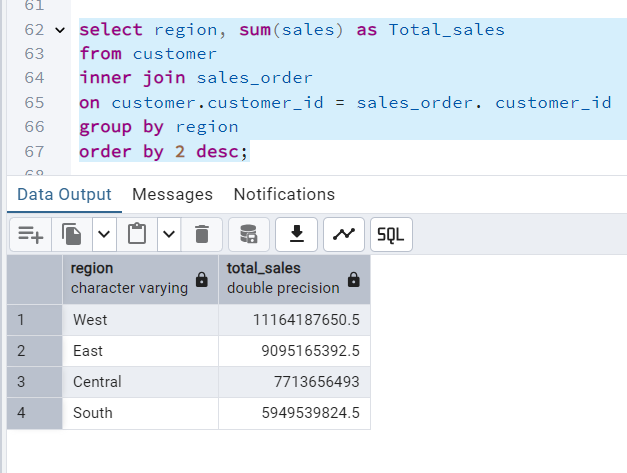 61
62 select region, sum(sales) as Total_sales
63 from customer
64 inner join sales_order
65 on customer.customer_id = sales_order. customer_id
66 group by region
67 order by 2 desc;
68
Data Output Messages Notifications
SQL
region total_sales
character varying double precision
1 West 11164187650.5
2 East 9095165392.5
3 Central 7713656493
4 South 5949539824.5